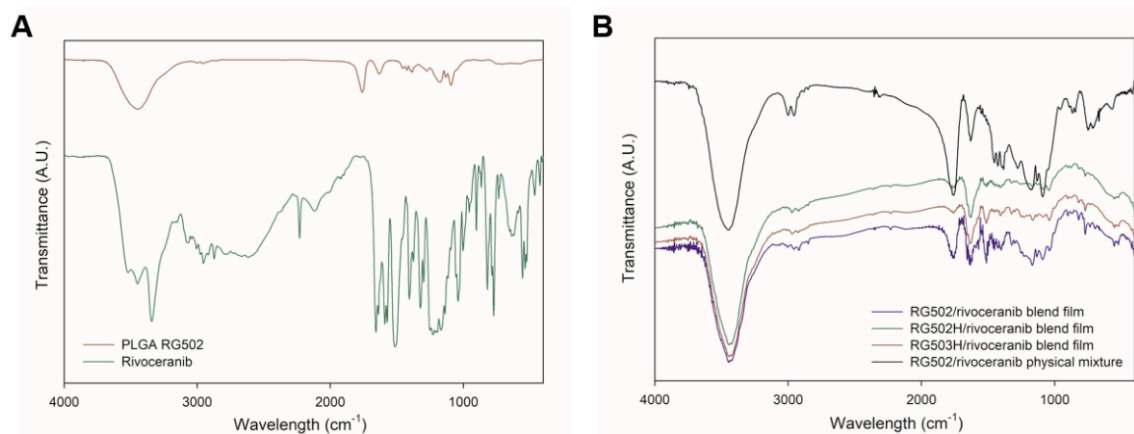 A
Transmittance (A.U.)
PLGA RG502
Rivoceranib
4000 3000 2000 1000
Wavelength (cm⁻¹)
B
Transmittance (A.U.)
RG502/rivoceranib blend film
RG502H/rivoceranib blend film
RG503H/rivoceranib blend film
RG502/rivoceranib physical mixture
4000 3000 2000 1000
Wavelength (cm⁻¹)